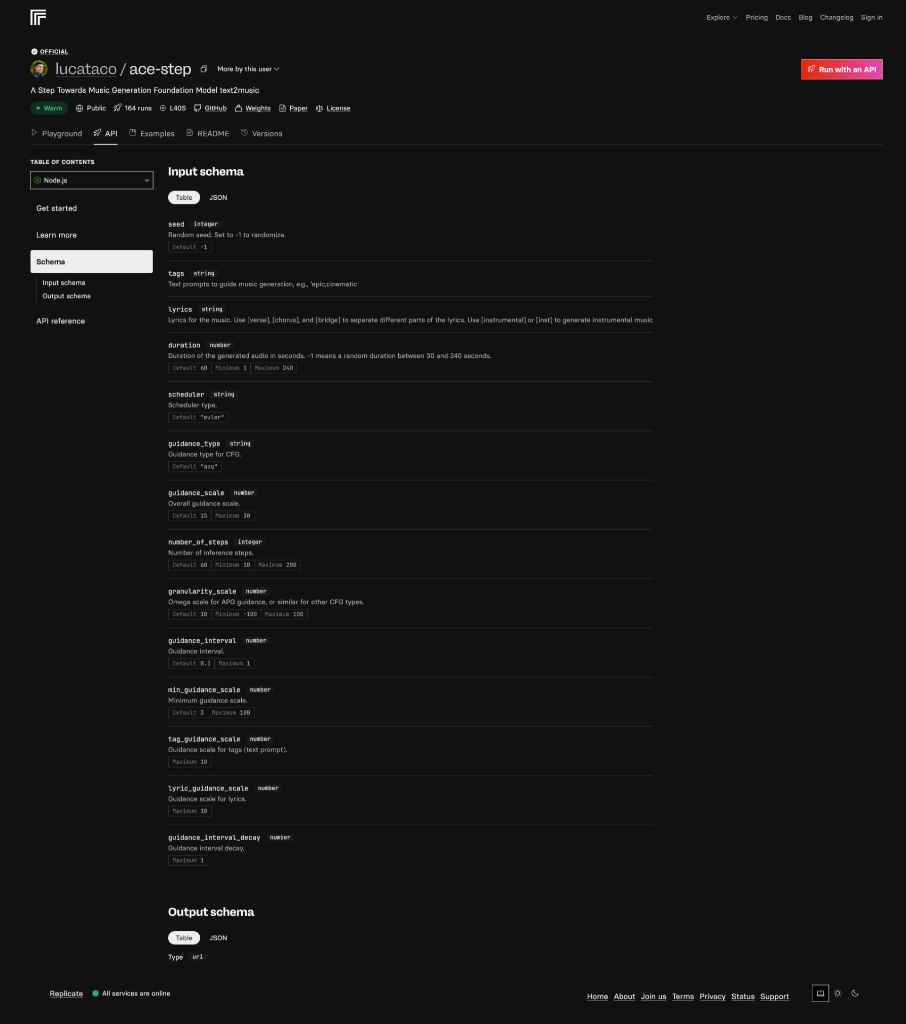 Explore Pricing Docs Blog Changelog Sign in
OFFICIAL
lucataco / ace-step More by this user
Run with an API
A Step Towards Music Generation Foundation Model text2music
Warm Public 164 runs L40S GitHub Weights Paper License
Playground API Examples README Versions
TABLE OF CONTENTS
Node.js
Get started
Learn more
Schema
Input schema
Output schema
API reference
Input schema
Table JSON
seed integer
Random seed. Set to -1 to randomize.
Default -1
tags string
Text prompts to guide music generation, e.g., 'epic,cinematic'
lyrics string
Lyrics for the music. Use [verse], [chorus], and [bridge] to seperate different parts of the lyrics. Use [instrumental] or [inst] to generate instrumental music
duration number
Duration of the generated audio in seconds. -1 means a random duration between 30 and 240 seconds.
Default 60 Minimum 1 Maximum 240
scheduler string
Scheduler type.
Default "euler"
guidance_type string
Guidance type for CFG.
Default "apg"
guidance_scale number
Overall guidance scale.
Default 15 Maximum 30
number_of_steps integer
Number of inference steps.
Default 60 Minimum 10 Maximum 200
granularity_scale number
Omega scale for APG guidance, or similar for other CFG types.
Default 10 Minimum -100 Maximum 100
guidance_interval number
Guidance interval.
Default 0.5 Maximum 1
min_guidance_scale number
Minimum guidance scale.
Default 3 Maximum 100
tag_guidance_scale number
Guidance scale for tags (text prompt).
Maximum 10
lyric_guidance_scale number
Guidance scale for lyrics.
Maximum 10
guidance_interval_decay number
Guidance interval decay.
Maximum 1
Output schema
Table JSON
Type uri
Replicate All services are online
Home About Join us Terms Privacy Status Support